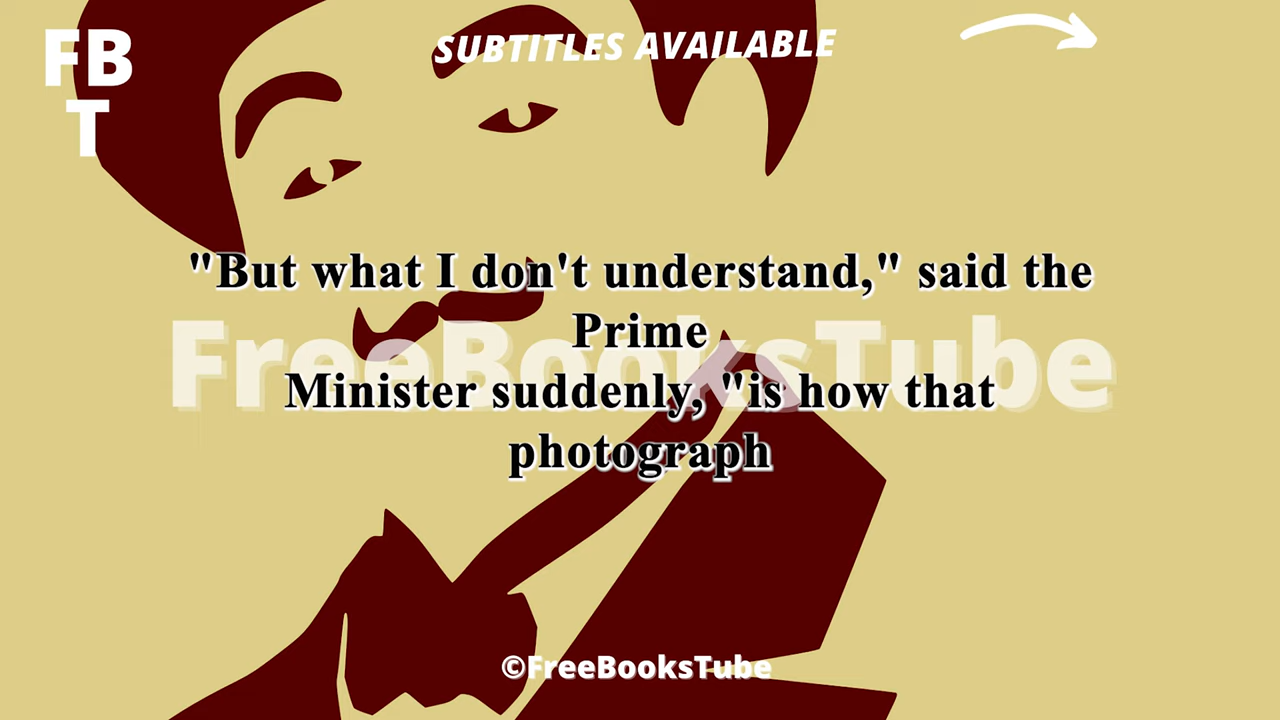 FB
T
SUBTITLES AVAILABLE
"But what I don't understand," said the
Prime
FreeBooksTube
Minister suddenly, "is how that
photograph
©FreeBooksTube